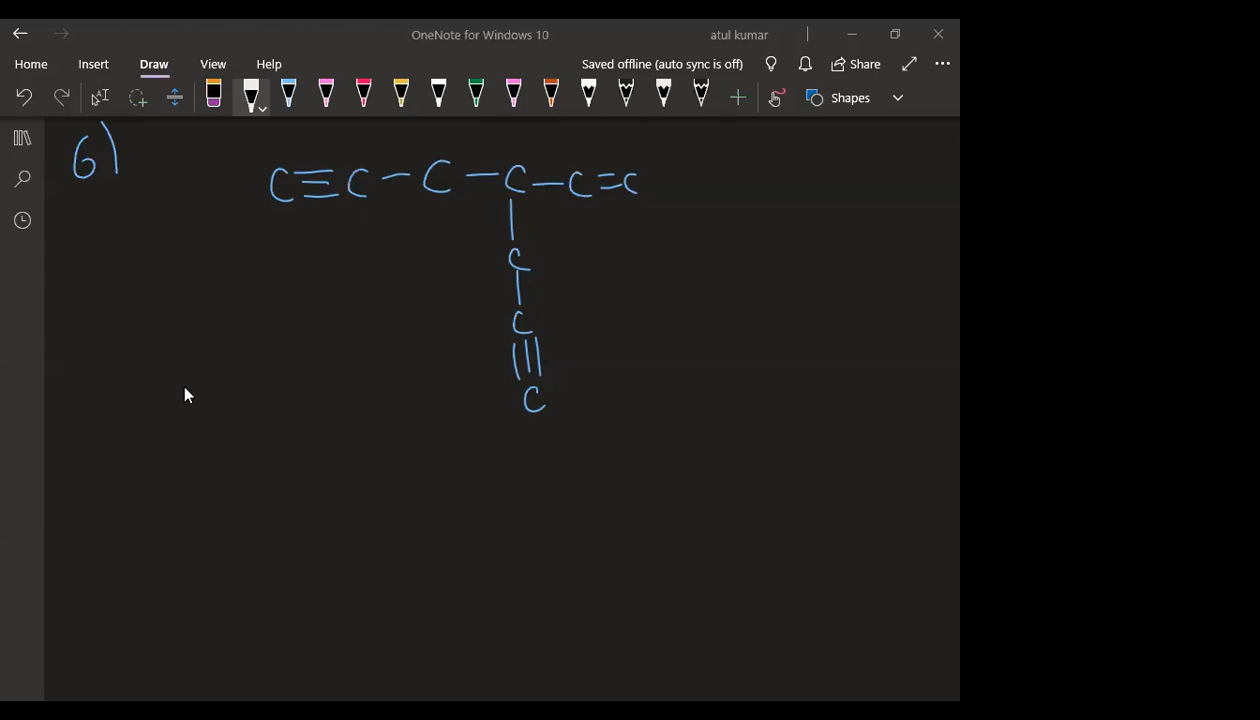 OneNote for Windows 10
atul kumar
Home Insert Draw View Help
Saved offline (auto sync is off)
Share
Shapes
6)
C≡C-C-C-C=C
C
C
C